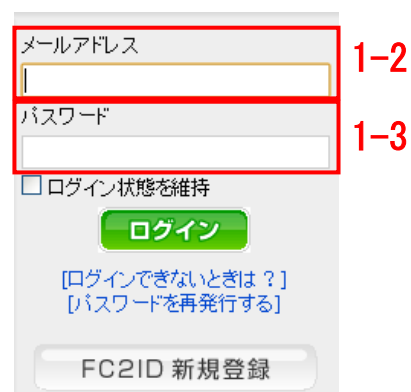 メールアドレス
1-2
パスワード
1-3
ログイン状態を維持
ログイン
[ログインできないときは？]
[パスワードを再発行する]
FC2ID 新規登録